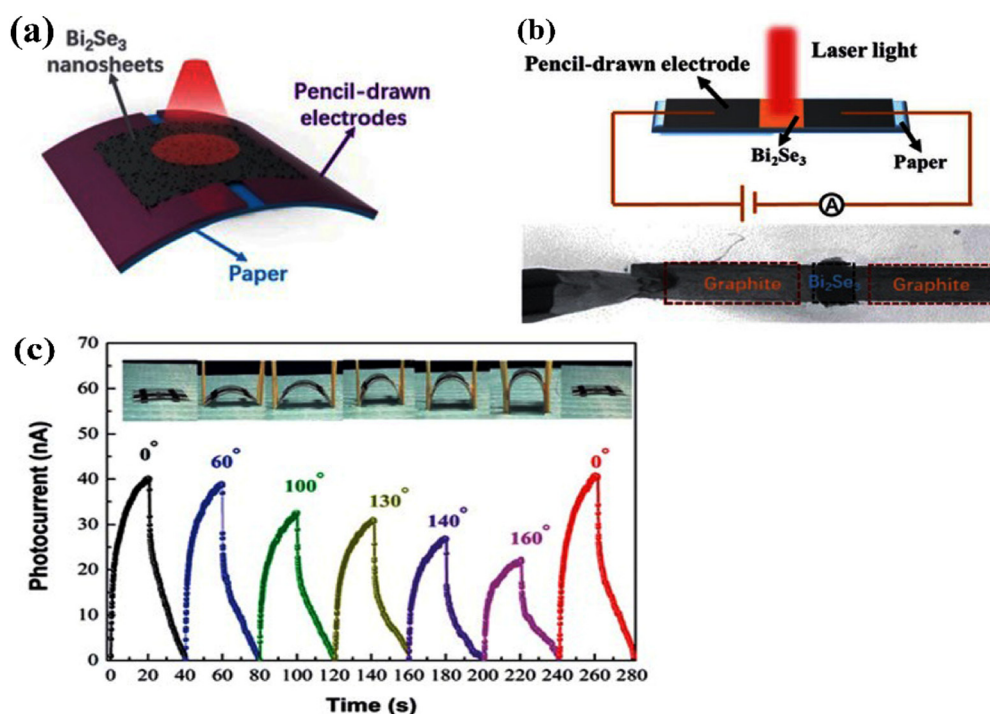 (a)
Bi₂Se₃
nanosheets
Pencil-drawn
electrodes
Paper
(b)
Laser light
Pencil-drawn electrode
Bi₂Se₃
Paper
A
Graphite
Bi₂Se₃
Graphite
(c)
70
60
50
40
30
20
10
0
Photocurrent (nA)
0°
60°
100°
130°
140°
160°
0°
0 20 40 60 80 100 120 140 160 180 200 220 240 260 280
Time (s)